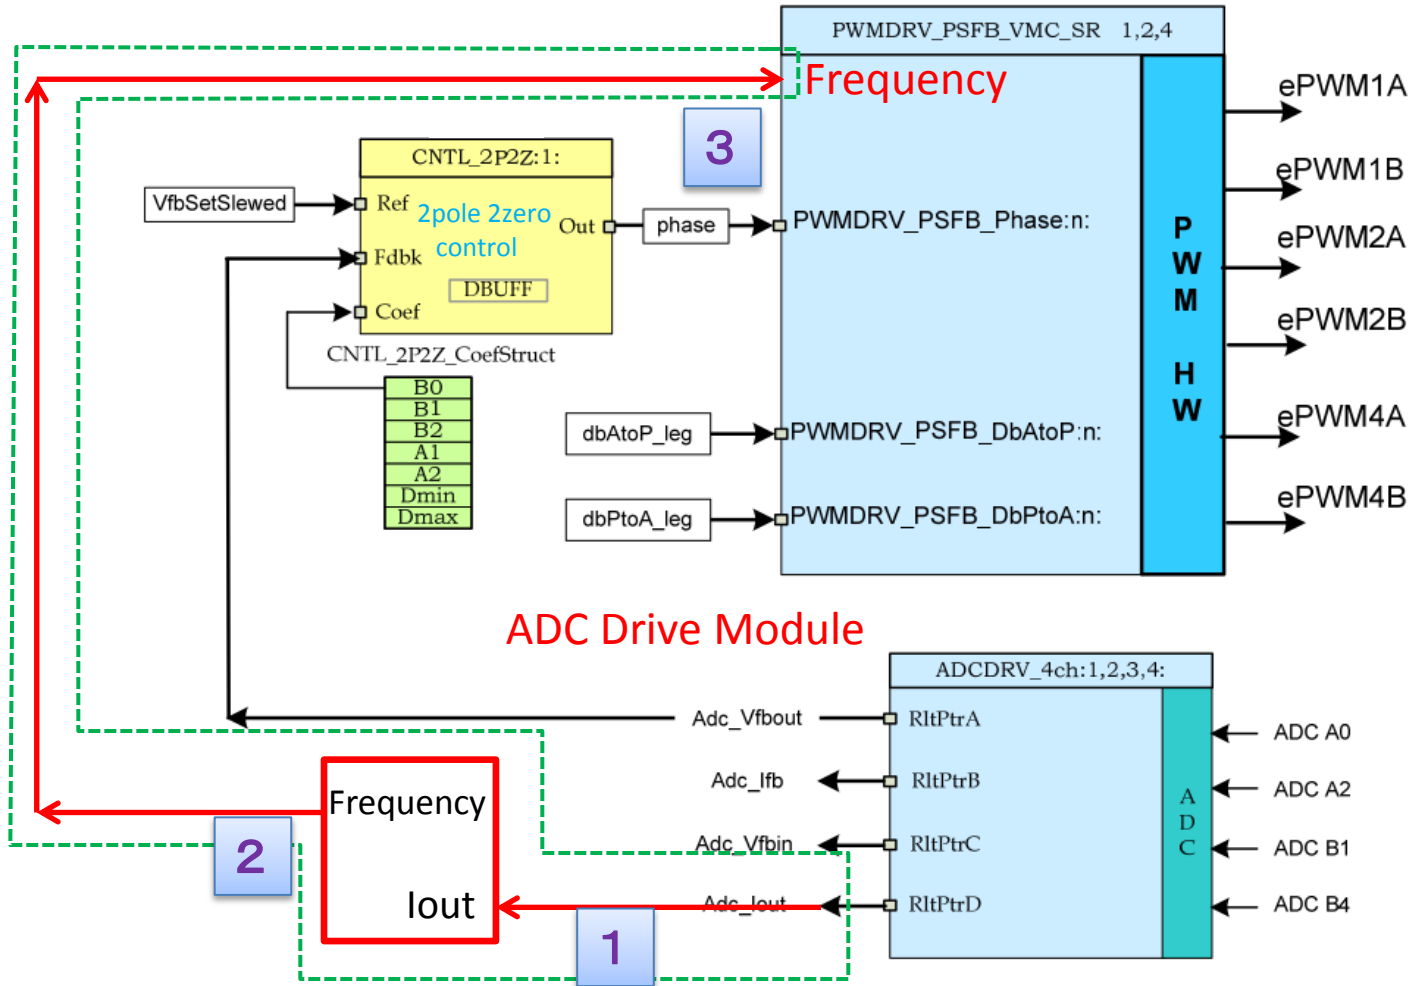 PWMDRV_PSFB_VMC_SR 1,2,4
Frequency
ePWM1A
3
CNTL_2P2Z:1:
ePWM1B
VfbSetSlewed
Ref
2pole 2zero
control
Out
phase
PWMDRV_PSFB_Phase:n:
P
W
M
H
W
ePWM2A
Fdbk
DBUFF
Coef
ePWM2B
CNTL_2P2Z_CoefStruct
B0
B1
B2
A1
A2
Dmin
Dmax
dbAtoP_leg
PWMDRV_PSFB_DbAtoP:n:
ePWM4A
dbPtoA_leg
PWMDRV_PSFB_DbPtoA:n:
ePWM4B
ADC Drive Module
ADCDRV_4ch:1,2,3,4:
Adc_Vfbout
RltPtrA
ADC A0
Adc_Ifb
RltPtrB
ADC A2
A
D
C
Frequency
2
Adc_Vfbin
RltPtrC
ADC B1
Iout
Adc_Iout
RltPtrD
ADC B4
1